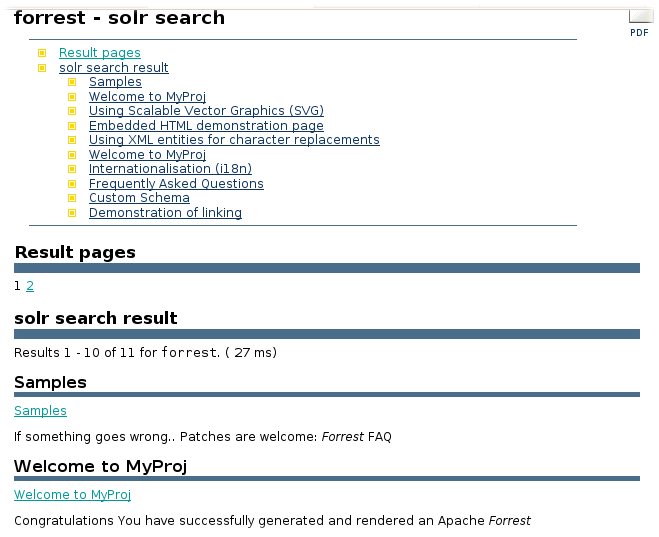 forrest - solr search
PDF
Result pages
solr search result
Samples
Welcome to MyProj
Using Scalable Vector Graphics (SVG)
Embedded HTML demonstration page
Using XML entities for character replacements
Welcome to MyProj
Internationalisation (i18n)
Frequently Asked Questions
Custom Schema
Demonstration of linking
Result pages
1 2
solr search result
Results 1 - 10 of 11 for forrest. ( 27 ms)
Samples
Samples
If something goes wrong.. Patches are welcome: Forrest FAQ
Welcome to MyProj
Welcome to MyProj
Congratulations You have successfully generated and rendered an Apache Forrest